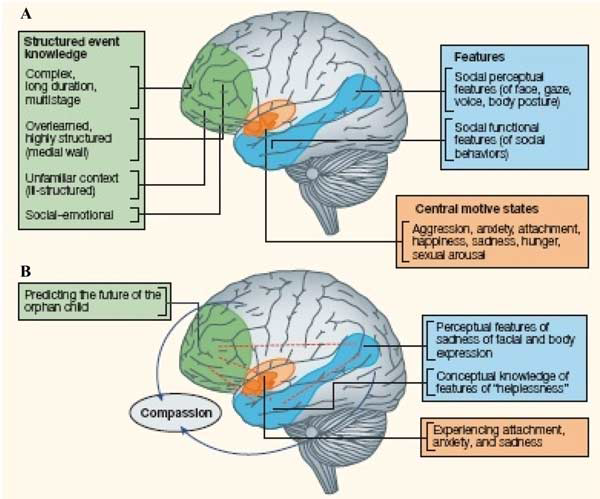 A
Structured event
knowledge
Complex,
long duration,
multistage
Overlearned,
highly structured
(medial wall)
Unfamiliar context
(ill-structured)
Social-emotional
Features
Social perceptual
features (of face, gaze,
voice, body posture)
Social functional
features (of social
behaviors)
Central motive states
Aggression, anxiety, attachment,
happiness, sadness, hunger,
sexual arousal
B
Predicting the future of the
orphan child
Compassion
Perceptual features of
sadness of facial and body
expression
Conceptual knowledge of
features of "helplessness"
Experiencing attachment,
anxiety, and sadness